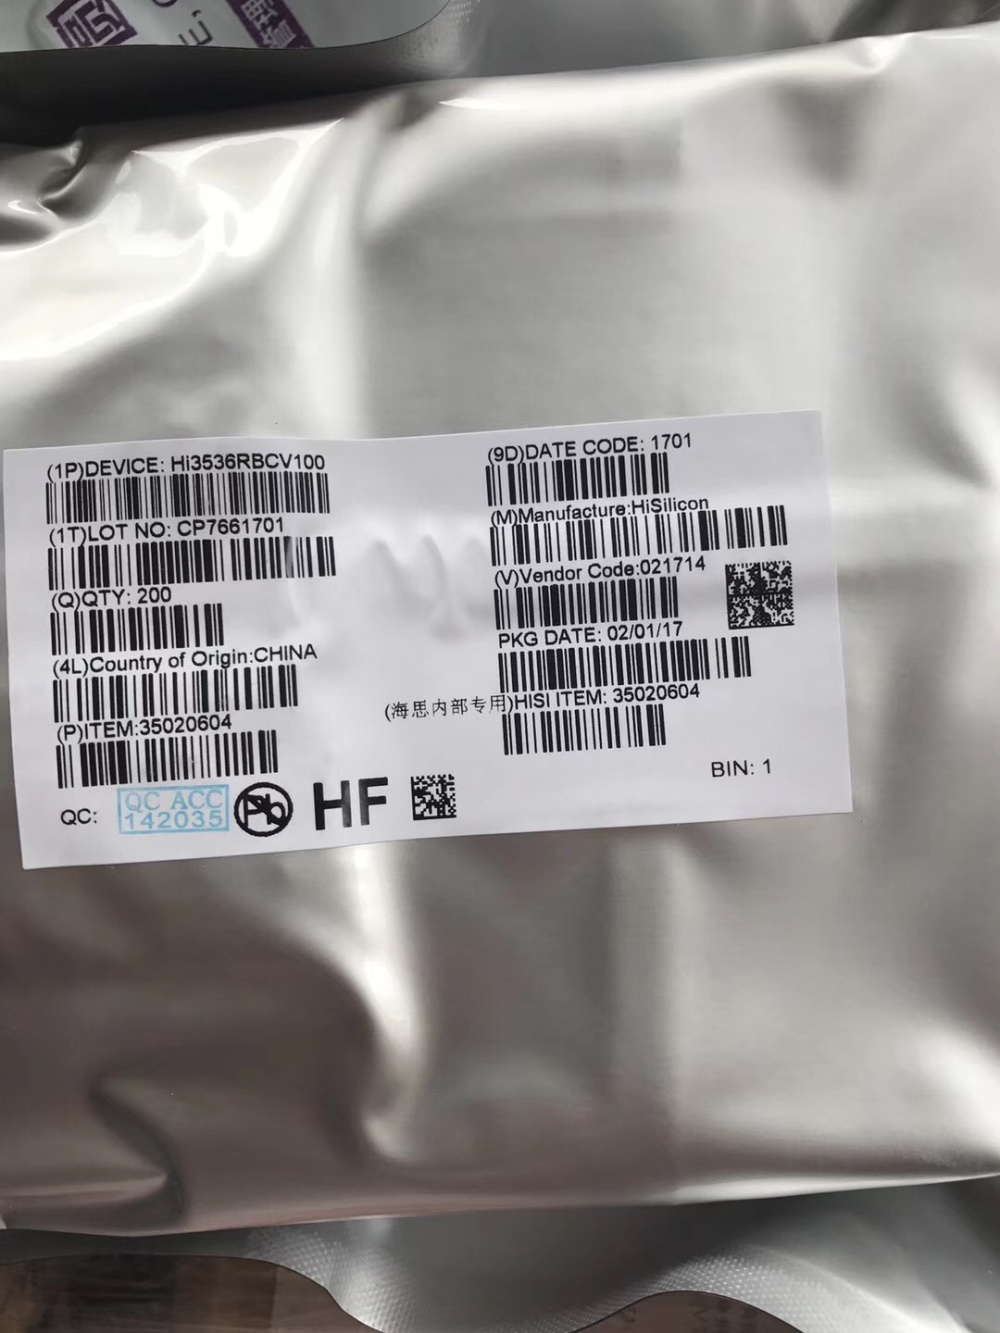 (1P)DEVICE: Hi3536RBCV100
(1T)LOT NO: CP7661701
(Q)QTY: 200
(4L)Country of Origin:CHINA
(P)ITEM:35020604
QC: QC ACC
142035
Pb
HF
(9D)DATE CODE: 1701
(M)Manufacture:HiSilicon
(V)Vendor Code:021714
PKG DATE: 02/01/17
(海思内部专用)HISI ITEM: 35020604
BIN: 1